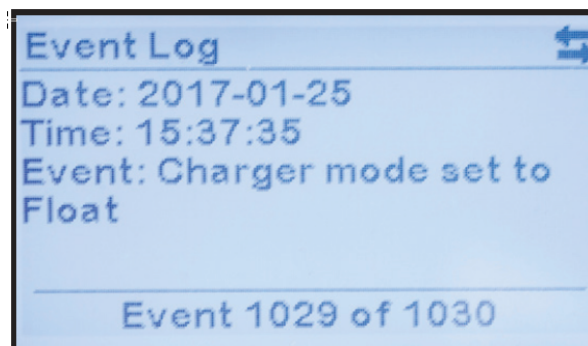 Event Log
Date: 2017-01-25
Time: 15:37:35
Event: Charger mode set to
Float
Event 1029 of 1030